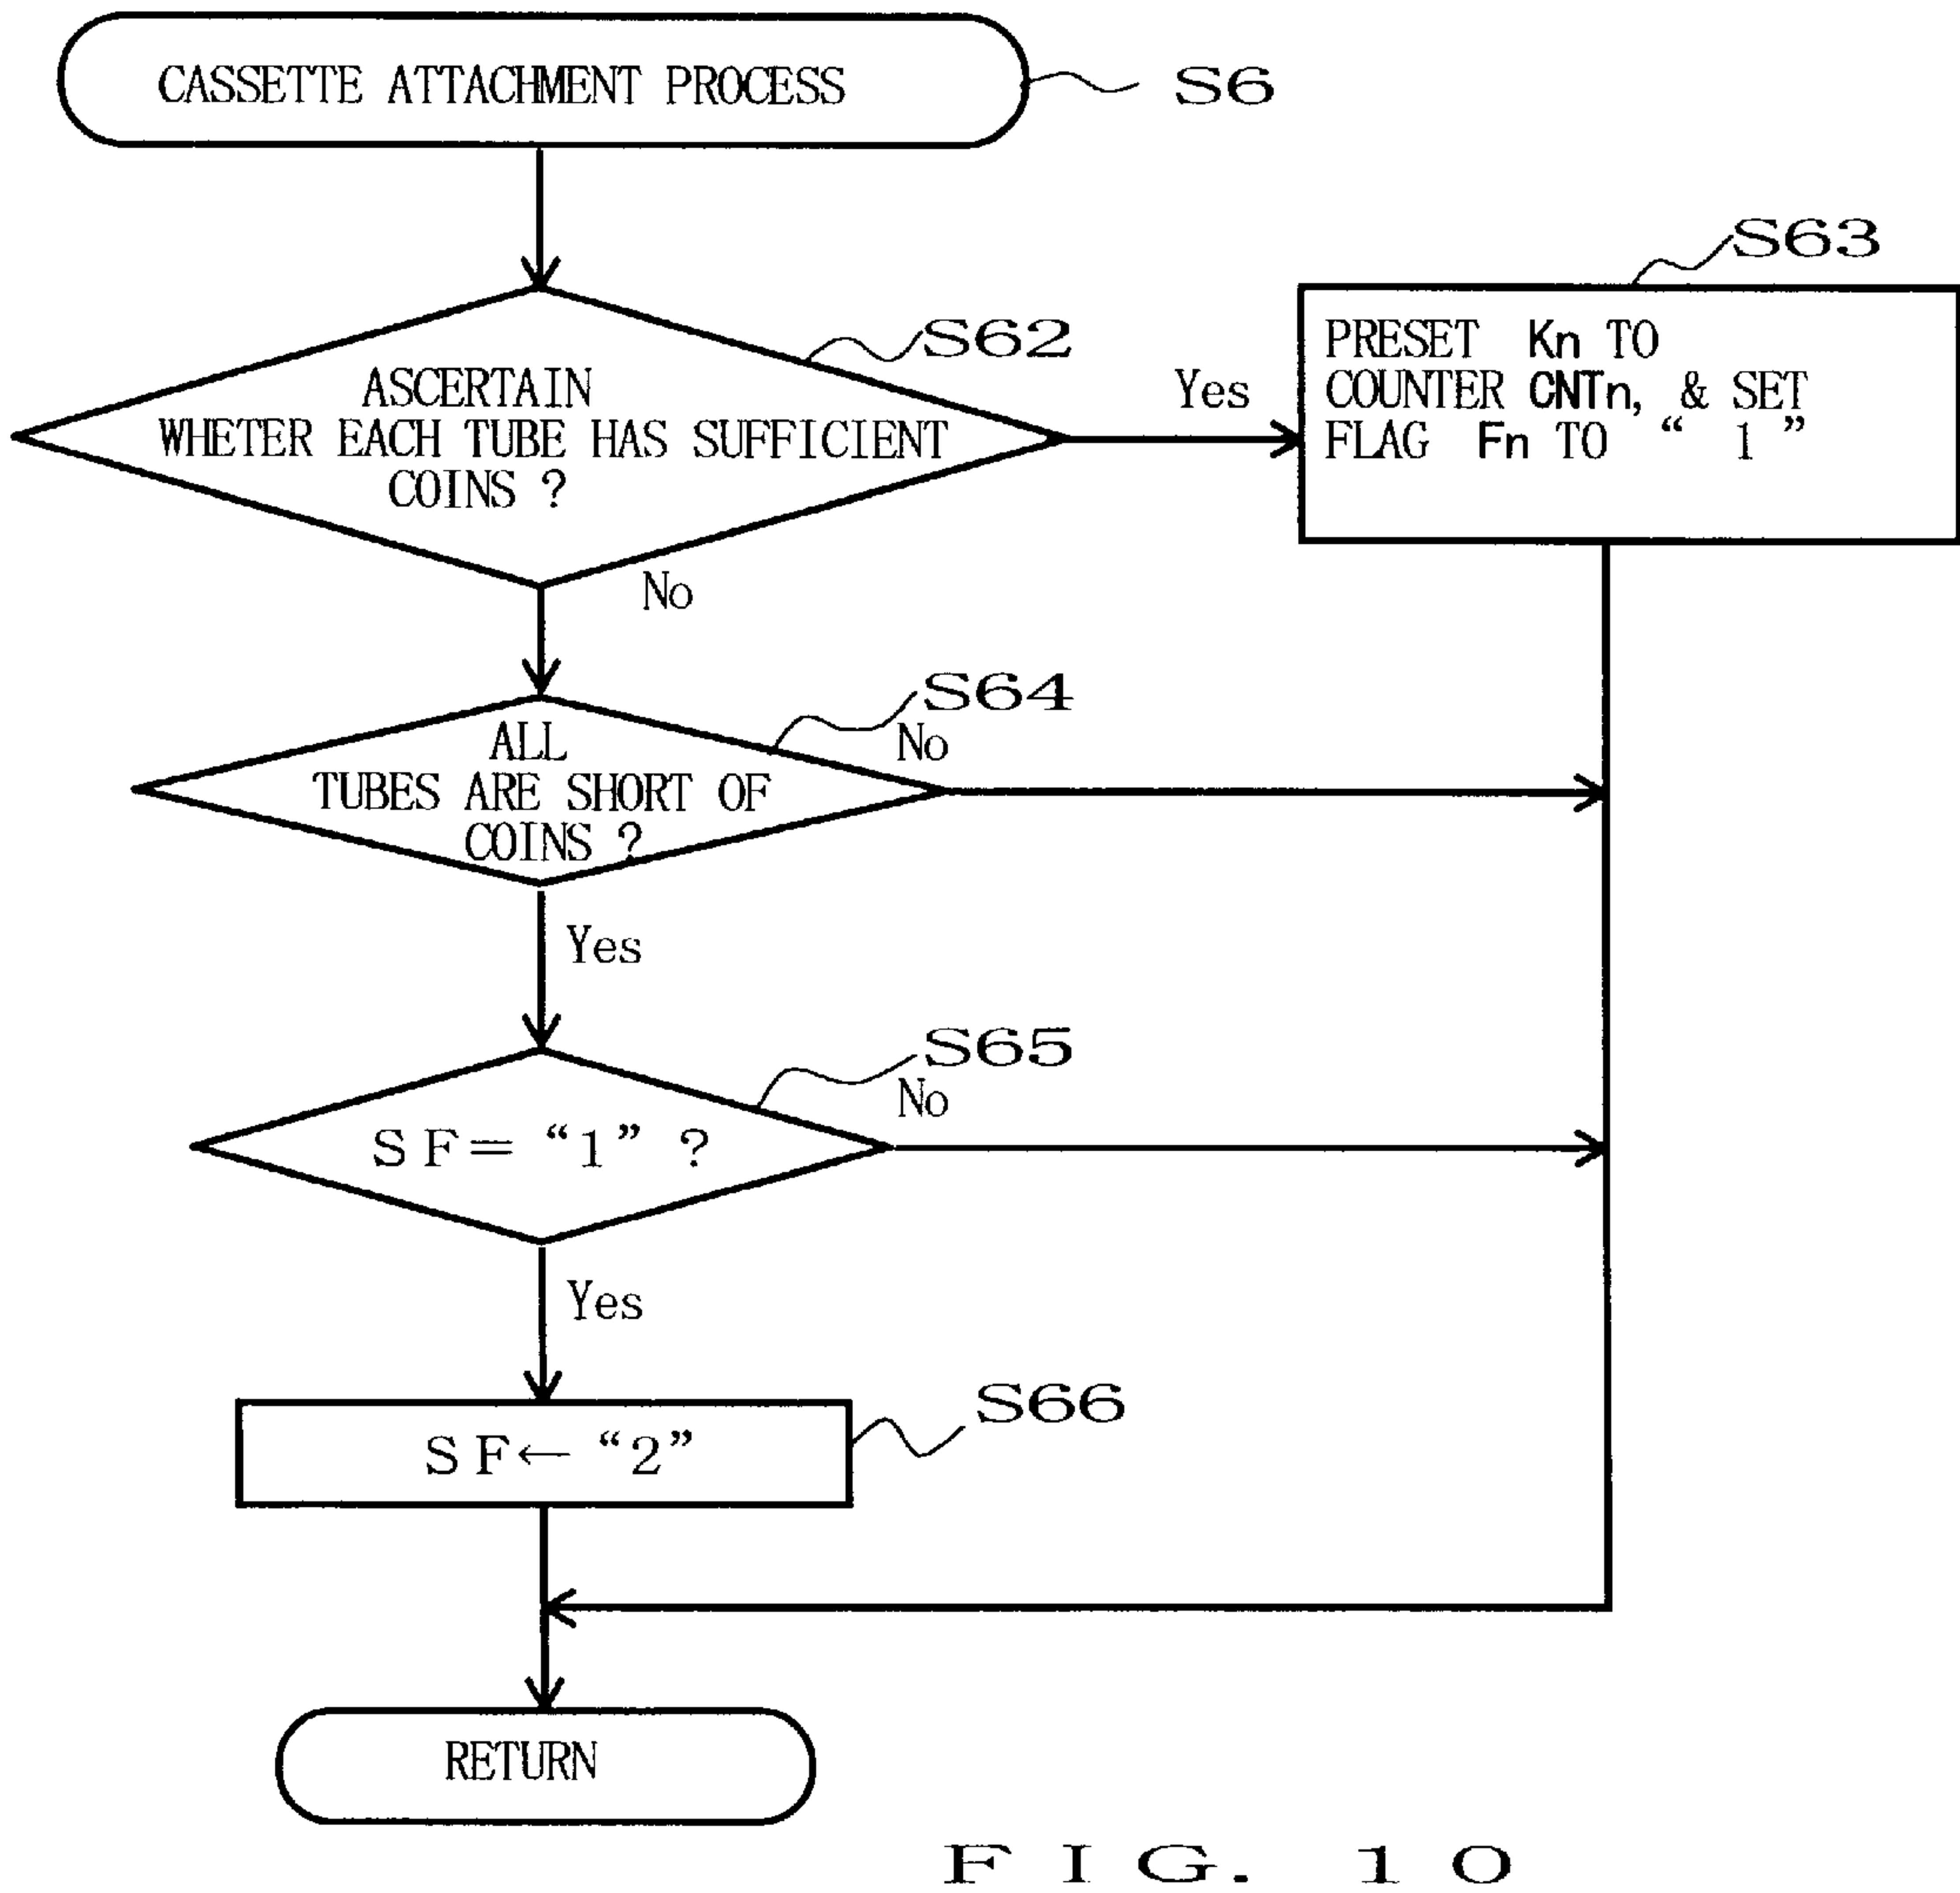 CASSETTE ATTACHMENT PROCESS
S6
S62
ASCERTAIN
WHETER EACH TUBE HAS SUFFICIENT
COINS ?
Yes
No
S63
PRESET Kn TO
COUNTER CNTn, & SET
FLAG Fn TO “ 1 ”
S64
No
ALL
TUBES ARE SHORT OF
COINS ?
Yes
S65
No
SF= “1” ?
Yes
S66
SF← “2”
RETURN
FIG. 10